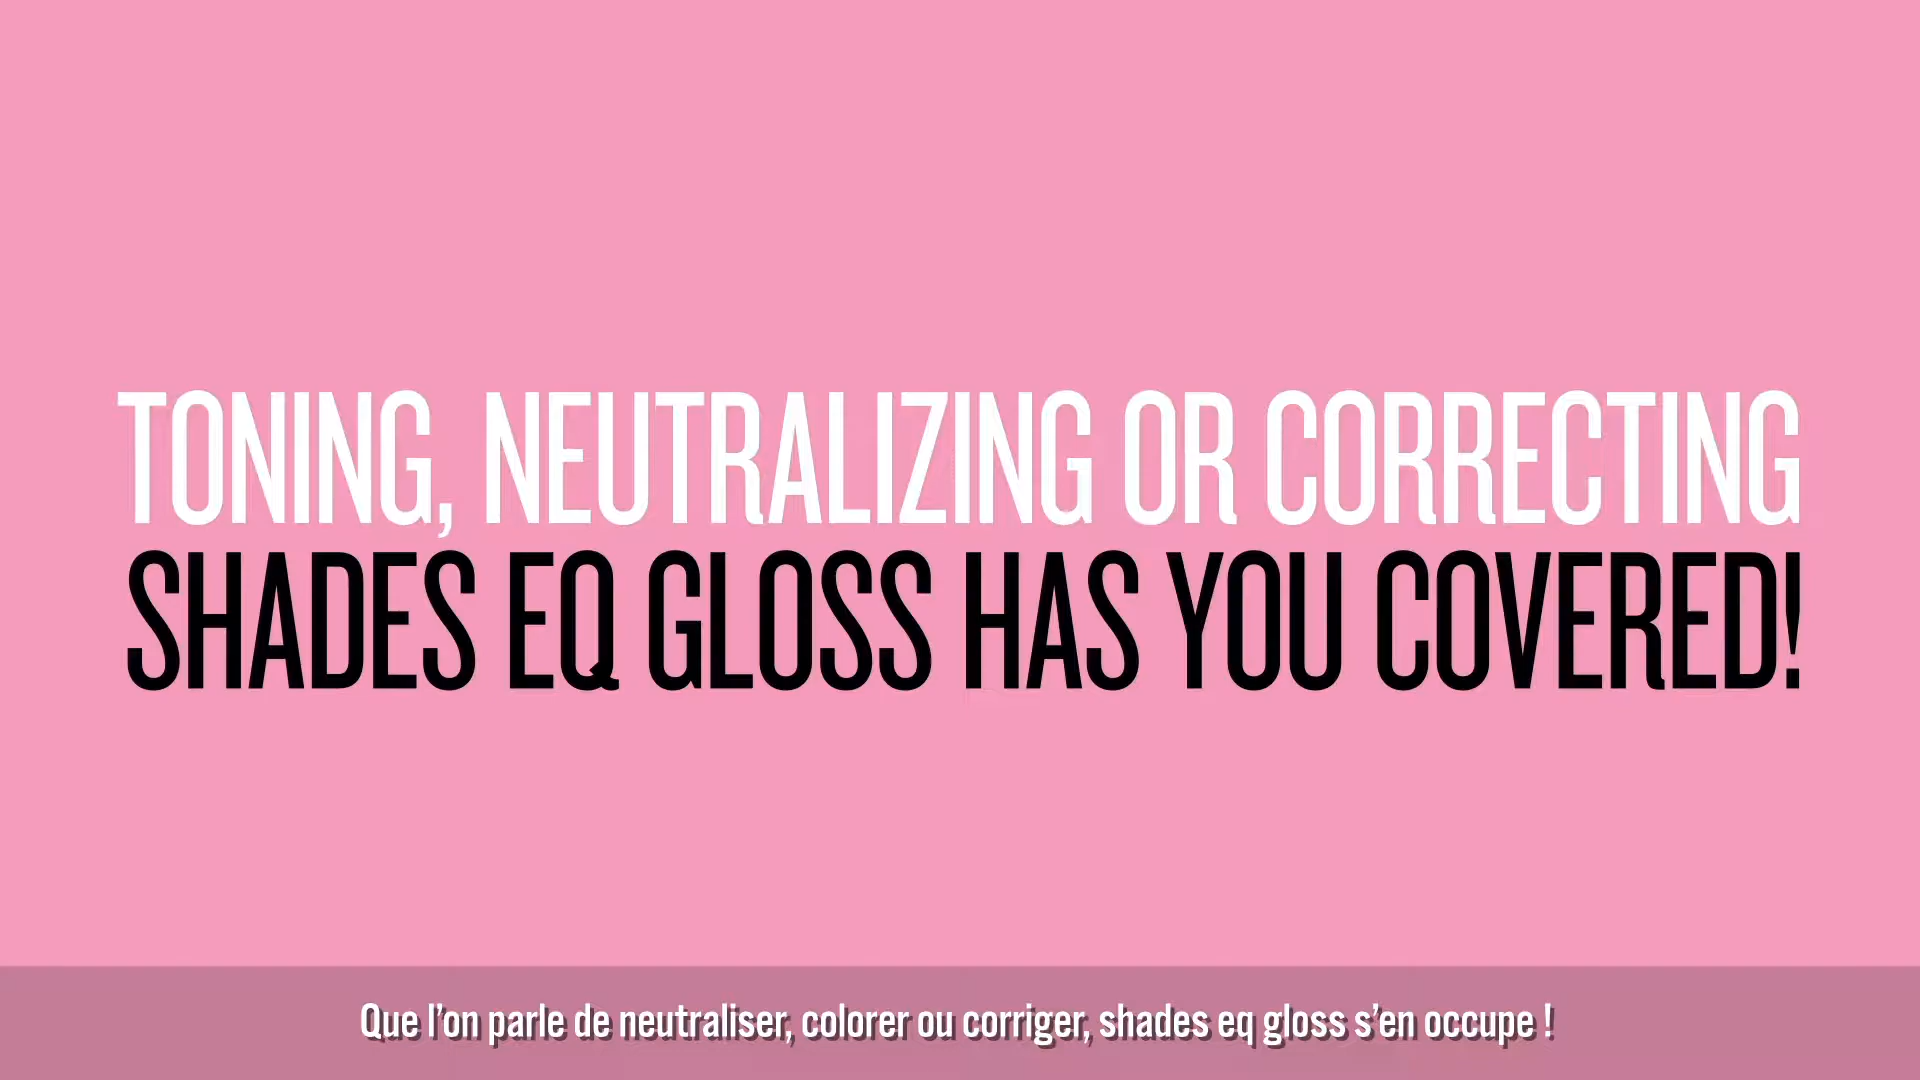 TONING, NEUTRALIZING OR CORRECTING
SHADES EQ GLOSS HAS YOU COVERED!
Que l'on parle de neutraliser, colorer ou corriger, shades eq gloss s'en occupe !